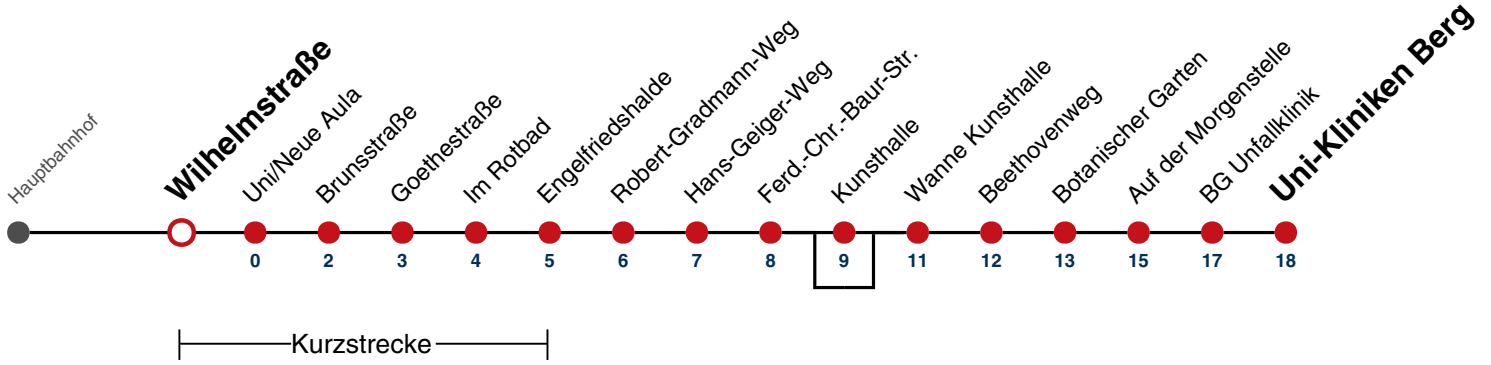 Hauptbahnhof
Wilhelmstraße
Uni/Neue Aula
Brunsstraße
Goethestraße
Im Rotbad
Engelfriedshalde
Robert-Gradmann-Weg
Hans-Geiger-Weg
Ferd.-Chr.-Baur-Str.
Kunsthalle
Wanne Kunsthalle
Beethovenweg
Botanischer Garten
Auf der Morgenstelle
BG Unfallklinik
Uni-Kliniken Berg
0 2 3 4 5 6 7 8 9 11 12 13 15 17 18
Kurzstrecke